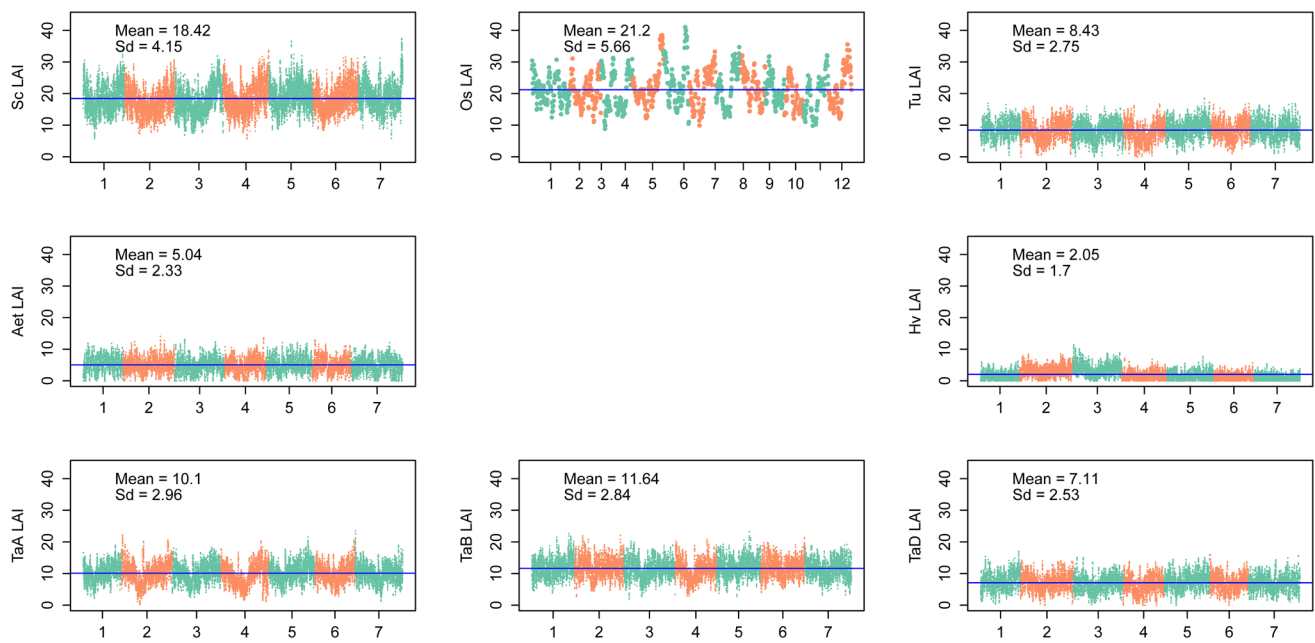 Sc LAI
40
30
20
10
0
Mean = 18.42
Sd = 4.15
1 2 3 4 5 6 7
Os LAI
40
30
20
10
0
Mean = 21.2
Sd = 5.66
1 2 3 4 5 6 7 8 9 10 12
Tu LAI
40
30
20
10
0
Mean = 8.43
Sd = 2.75
1 2 3 4 5 6 7
Aet LAI
40
30
20
10
0
Mean = 5.04
Sd = 2.33
1 2 3 4 5 6 7
Hv LAI
40
30
20
10
0
Mean = 2.05
Sd = 1.7
1 2 3 4 5 6 7
TaA LAI
40
30
20
10
0
Mean = 10.1
Sd = 2.96
1 2 3 4 5 6 7
TaB LAI
40
30
20
10
0
Mean = 11.64
Sd = 2.84
1 2 3 4 5 6 7
TaD LAI
40
30
20
10
0
Mean = 7.11
Sd = 2.53
1 2 3 4 5 6 7